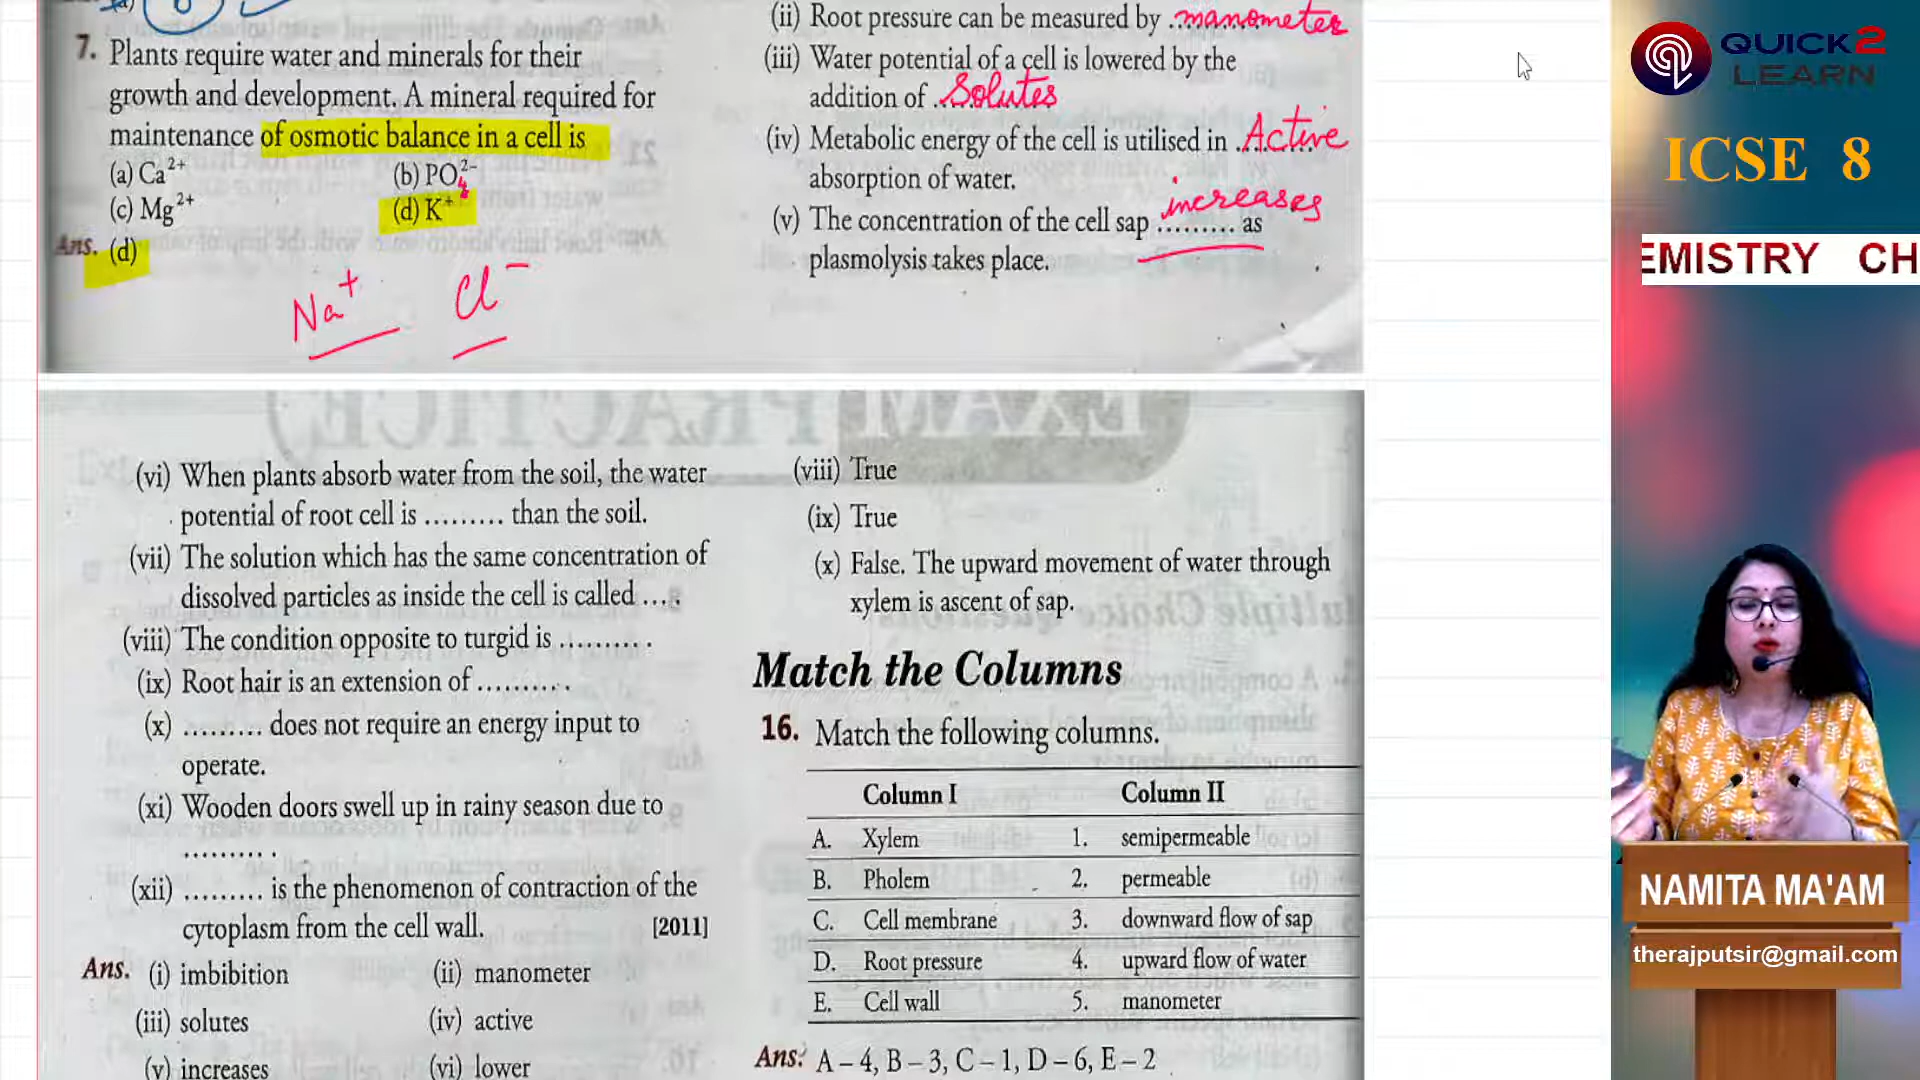 7. Plants require water and minerals for their
growth and development. A mineral required for
maintenance of osmotic balance in a cell is
(a) Ca2+ (b) PO42-
(c) Mg2+ (d) K+
Ans. (d)
Na+ Cl-
(ii) Root pressure can be measured by ..manometer
(iii) Water potential of a cell is lowered by the
addition of ..Solutes
(iv) Metabolic energy of the cell is utilised in ..Active
absorption of water.
increases
(v) The concentration of the cell sap ......... as
plasmolysis takes place.
(vi) When plants absorb water from the soil, the water
potential of root cell is ......... than the soil.
(vii) The solution which has the same concentration of
dissolved particles as inside the cell is called ....
(viii) The condition opposite to turgid is ..........
(ix) Root hair is an extension of ..........
(x) ......... does not require an energy input to
operate.
(xi) Wooden doors swell up in rainy season due to
..........
(xii) ......... is the phenomenon of contraction of the
cytoplasm from the cell wall. [2011]
Ans. (i) imbibition (ii) manometer
(iii) solutes (iv) active
(v) increases (vi) lower
(viii) True
(ix) True
(x) False. The upward movement of water through
xylem is ascent of sap.
Match the Columns
16. Match the following columns.
Column I Column II
A. Xylem 1. semipermeable
B. Pholem 2. permeable
C. Cell membrane 3. downward flow of sap
D. Root pressure 4. upward flow of water
E. Cell wall 5. manometer
Ans. A – 4, B – 3, C – 1, D – 6, E – 2
QUICK2
LEARN
ICSE 8
EMISTRY CH
NAMITA MA'AM
therajputsir@gmail.com